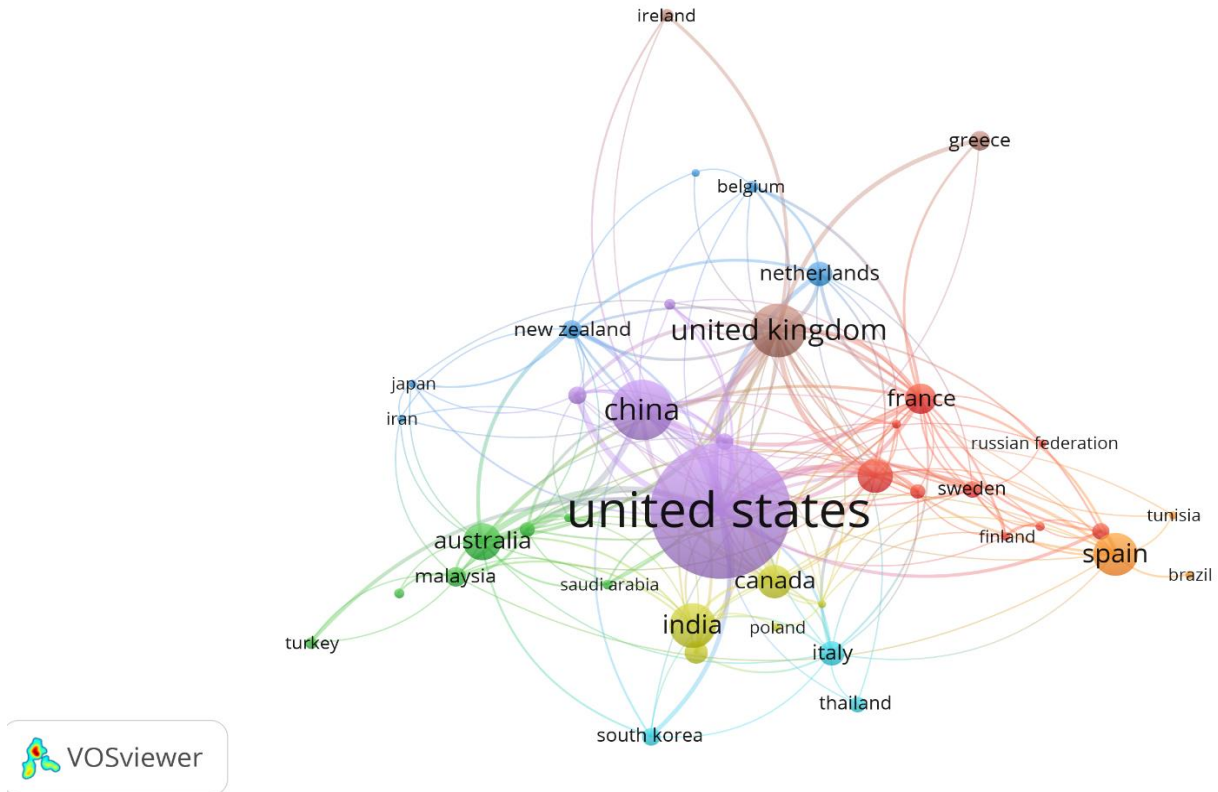 ireland
greece
belgium
netherlands
new zealand
united kingdom
japan
france
china
iran
russian federation
sweden
united states
tunisia
finland
australia
spain
malaysia
saudi arabia
canada
brazil
india
poland
turkey
italy
thailand
south korea
VOSviewer